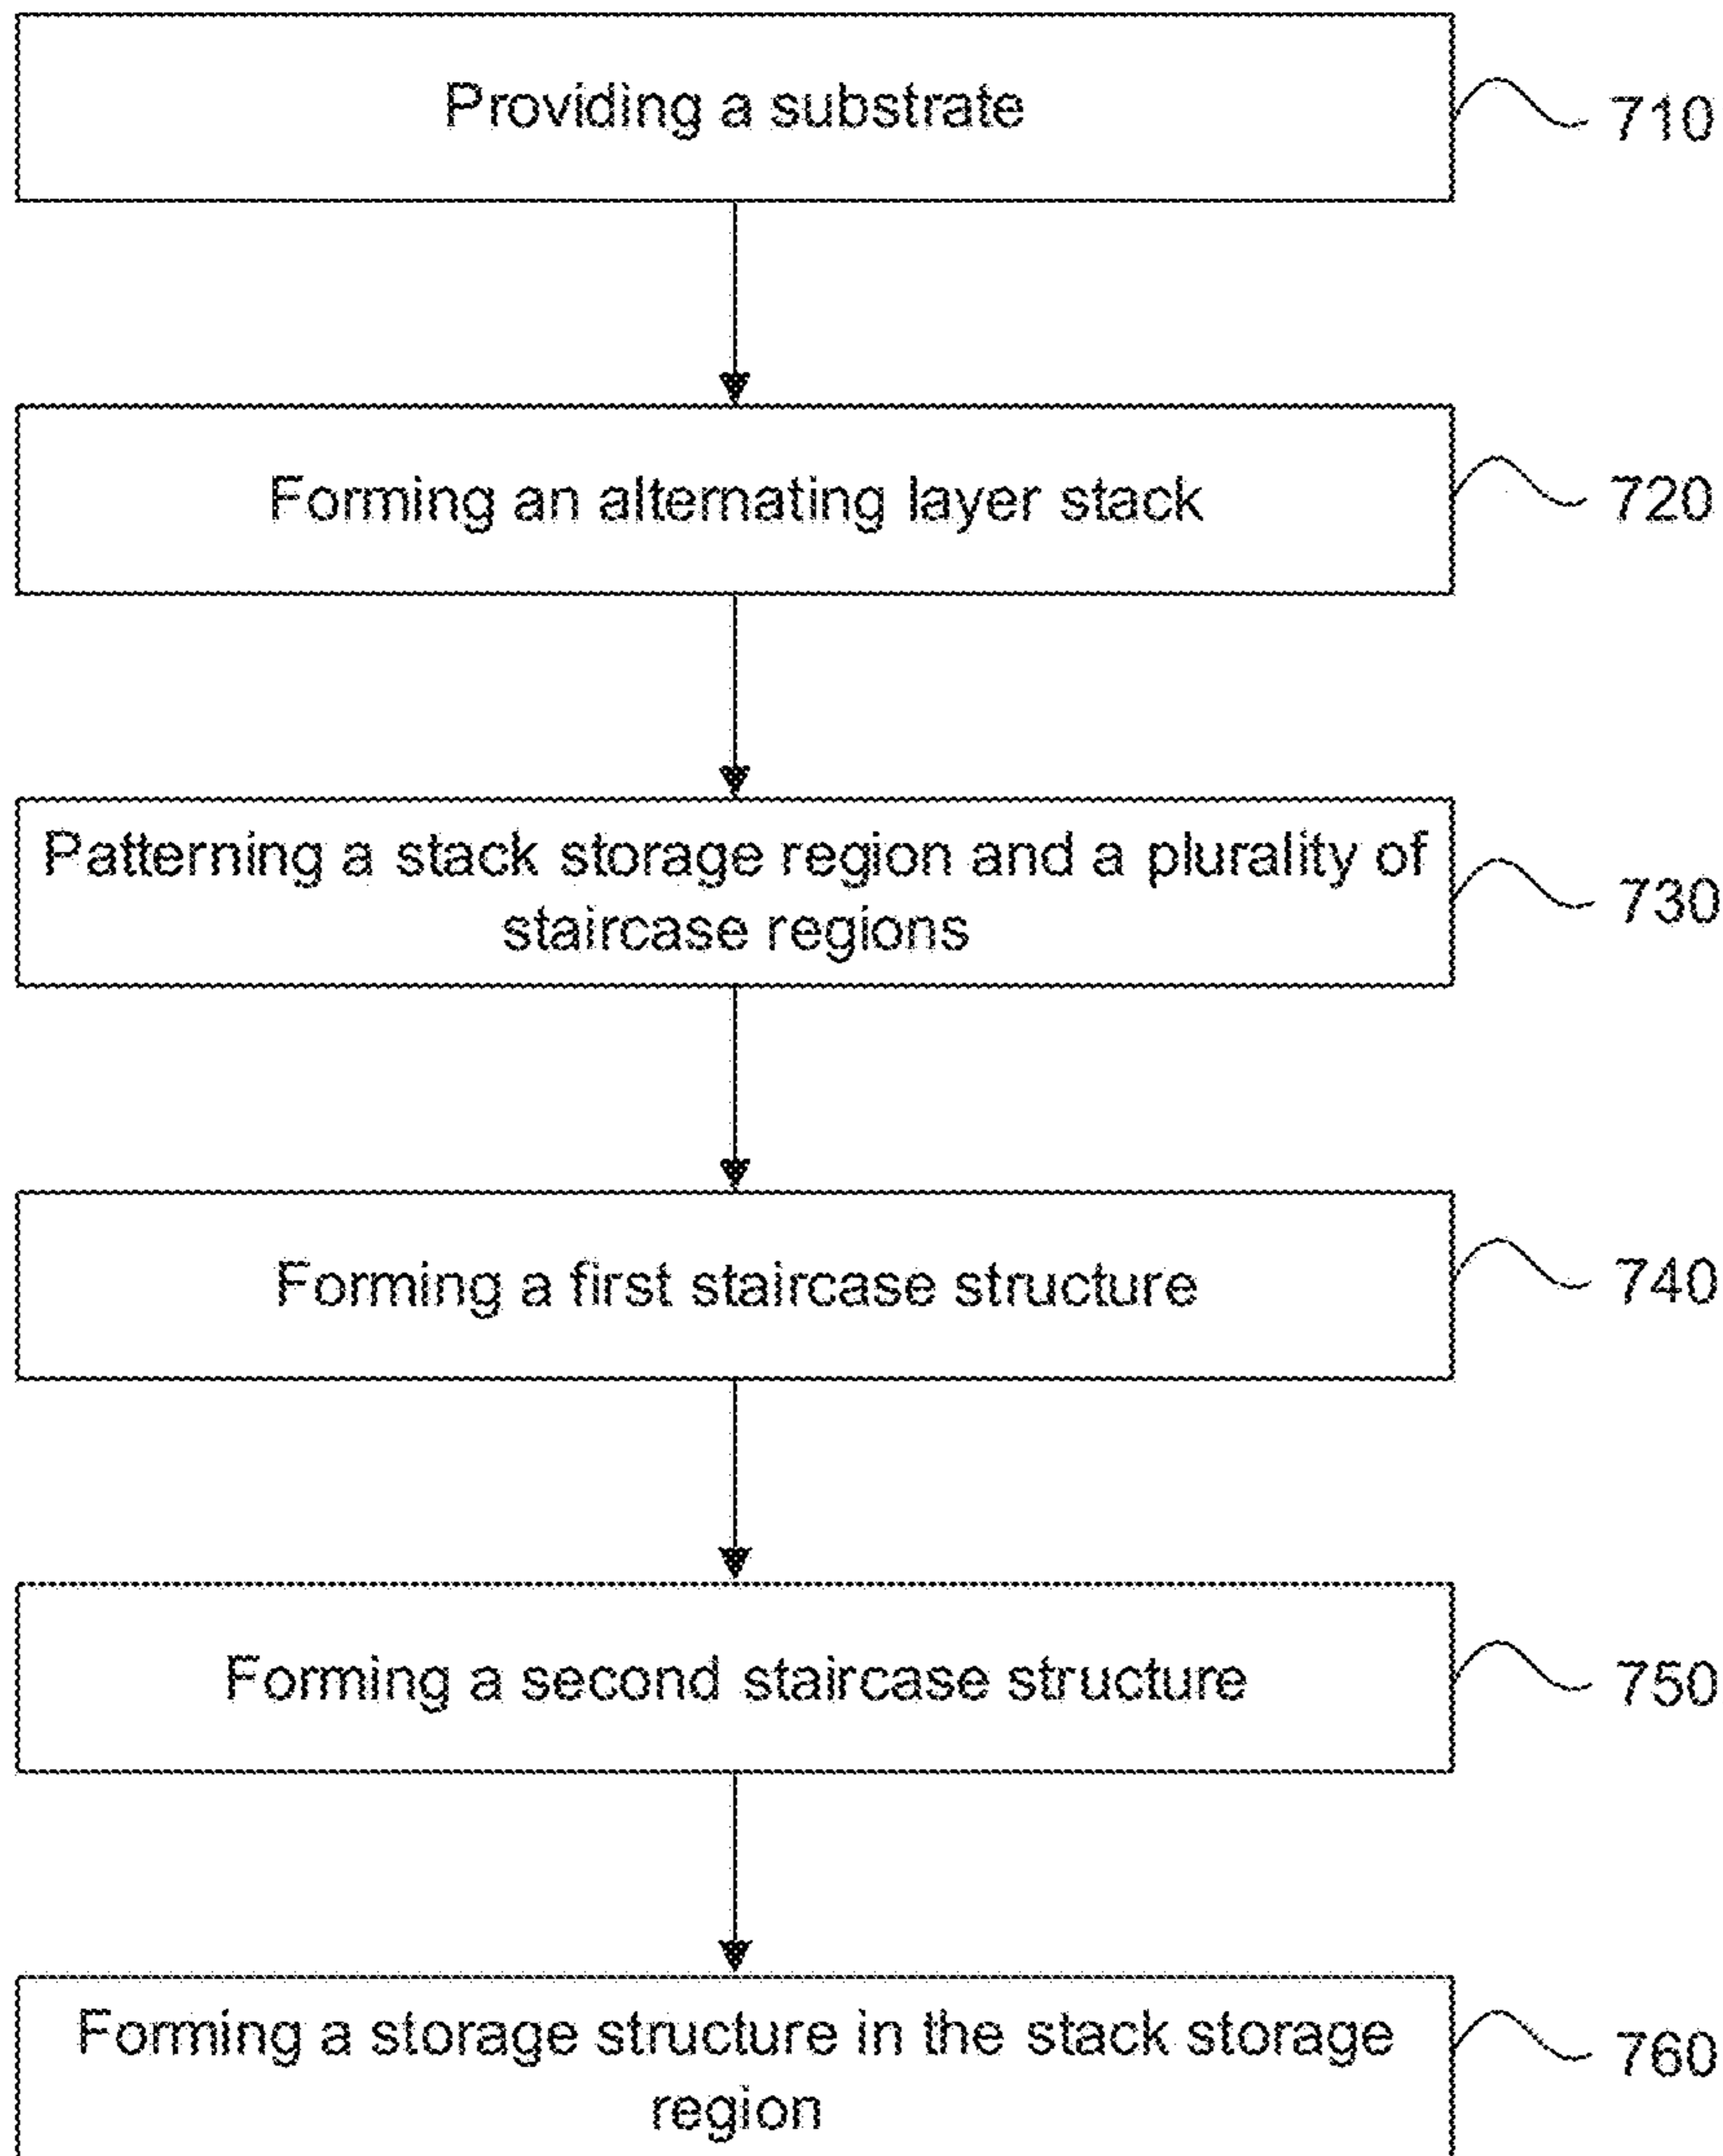 Providing a substrate
710
Forming an alternating layer stack
720
Patterning a stack storage region and a plurality of
staircase regions
730
Forming a first staircase structure
740
Forming a second staircase structure
750
Forming a storage structure in the stack storage
region
760